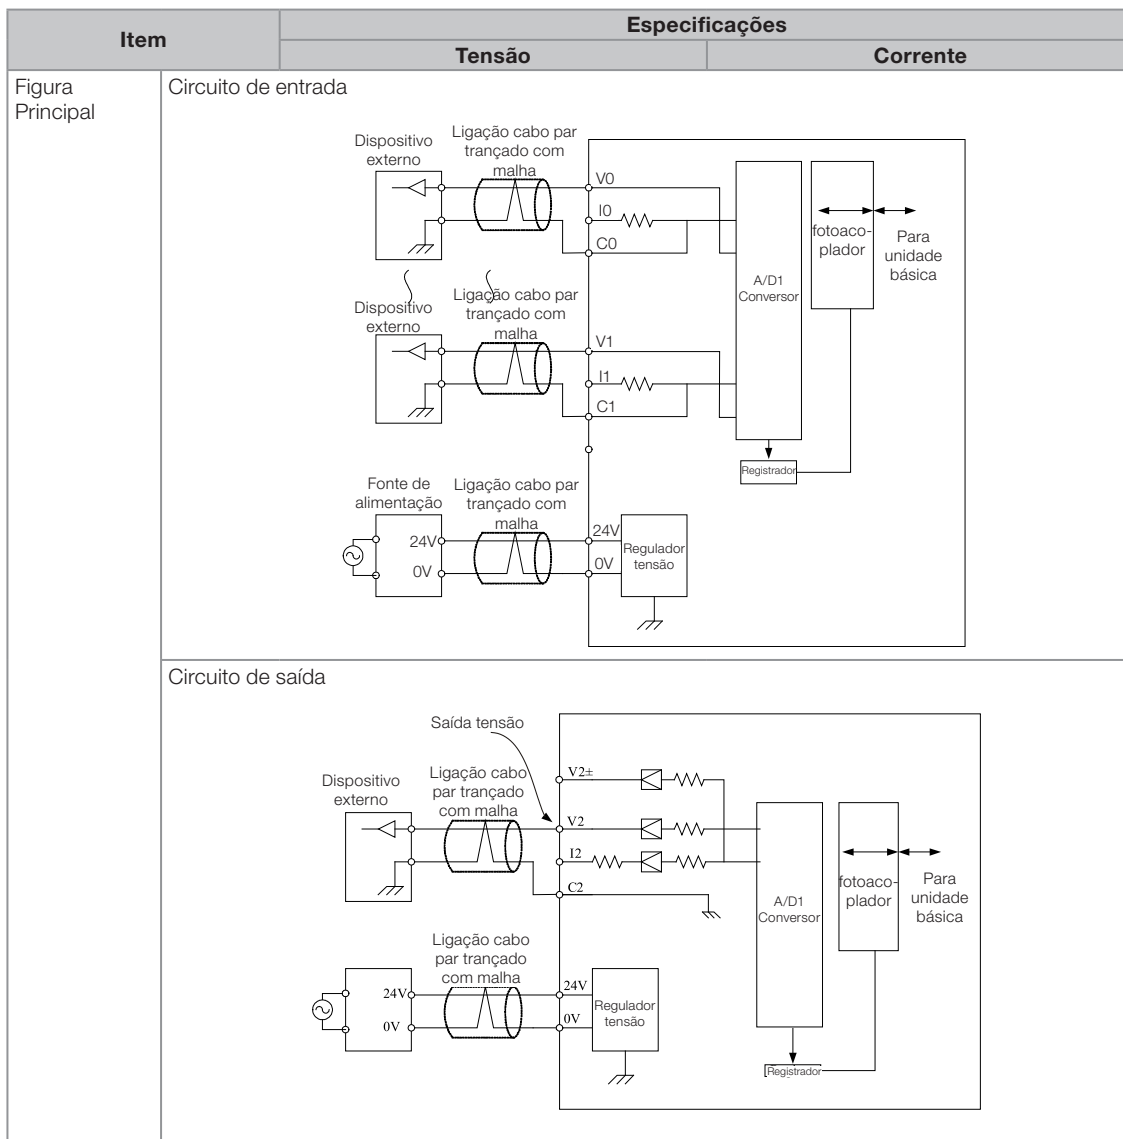 Item
Especificações
Tensão
Corrente
Figura
Principal
Circuito de entrada
Dispositivo
externo
Ligação cabo par
trançado com
malha
V0
I0
C0
A/D1
Conversor
fotoaco-
plador
Para
unidade
básica
Dispositivo
externo
Ligação cabo par
trançado com
malha
V1
I1
C1
Registrador
Fonte de
alimentação
Ligação cabo par
trançado com
malha
24V
0V
24V
0V
Regulador
tensão
Circuito de saída
Saída tensão
Dispositivo
externo
Ligação cabo
par trançado
com malha
V2±
V2
I2
C2
A/D1
Conversor
fotoaco-
plador
Para
unidade
básica
Ligação cabo
par trançado
com malha
24V
0V
24V
0V
Regulador
tensão
Registrador